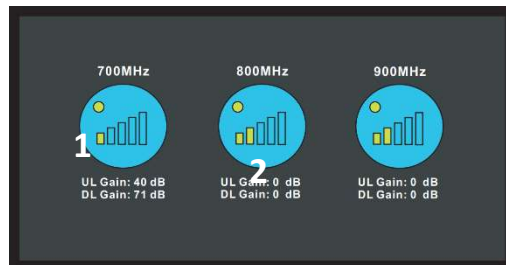 700MHz 800MHz 900MHz
1
2
UL Gain: 40 dB UL Gain: 0 dB UL Gain: 0 dB
DL Gain: 71 dB DL Gain: 0 dB DL Gain: 0 dB